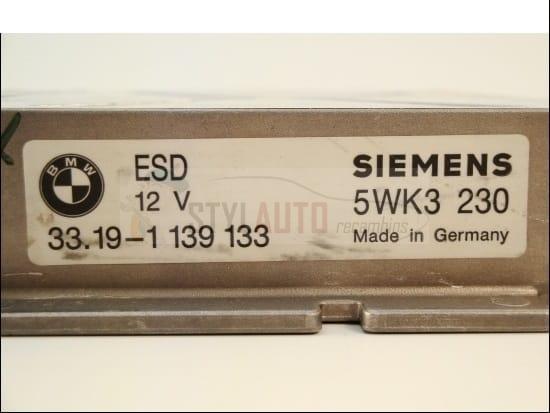 BMW
ESD
12 V
33.19-1 139 133
SIEMENS
5WK3 230
Made in Germany
STYLAUTO
recambios